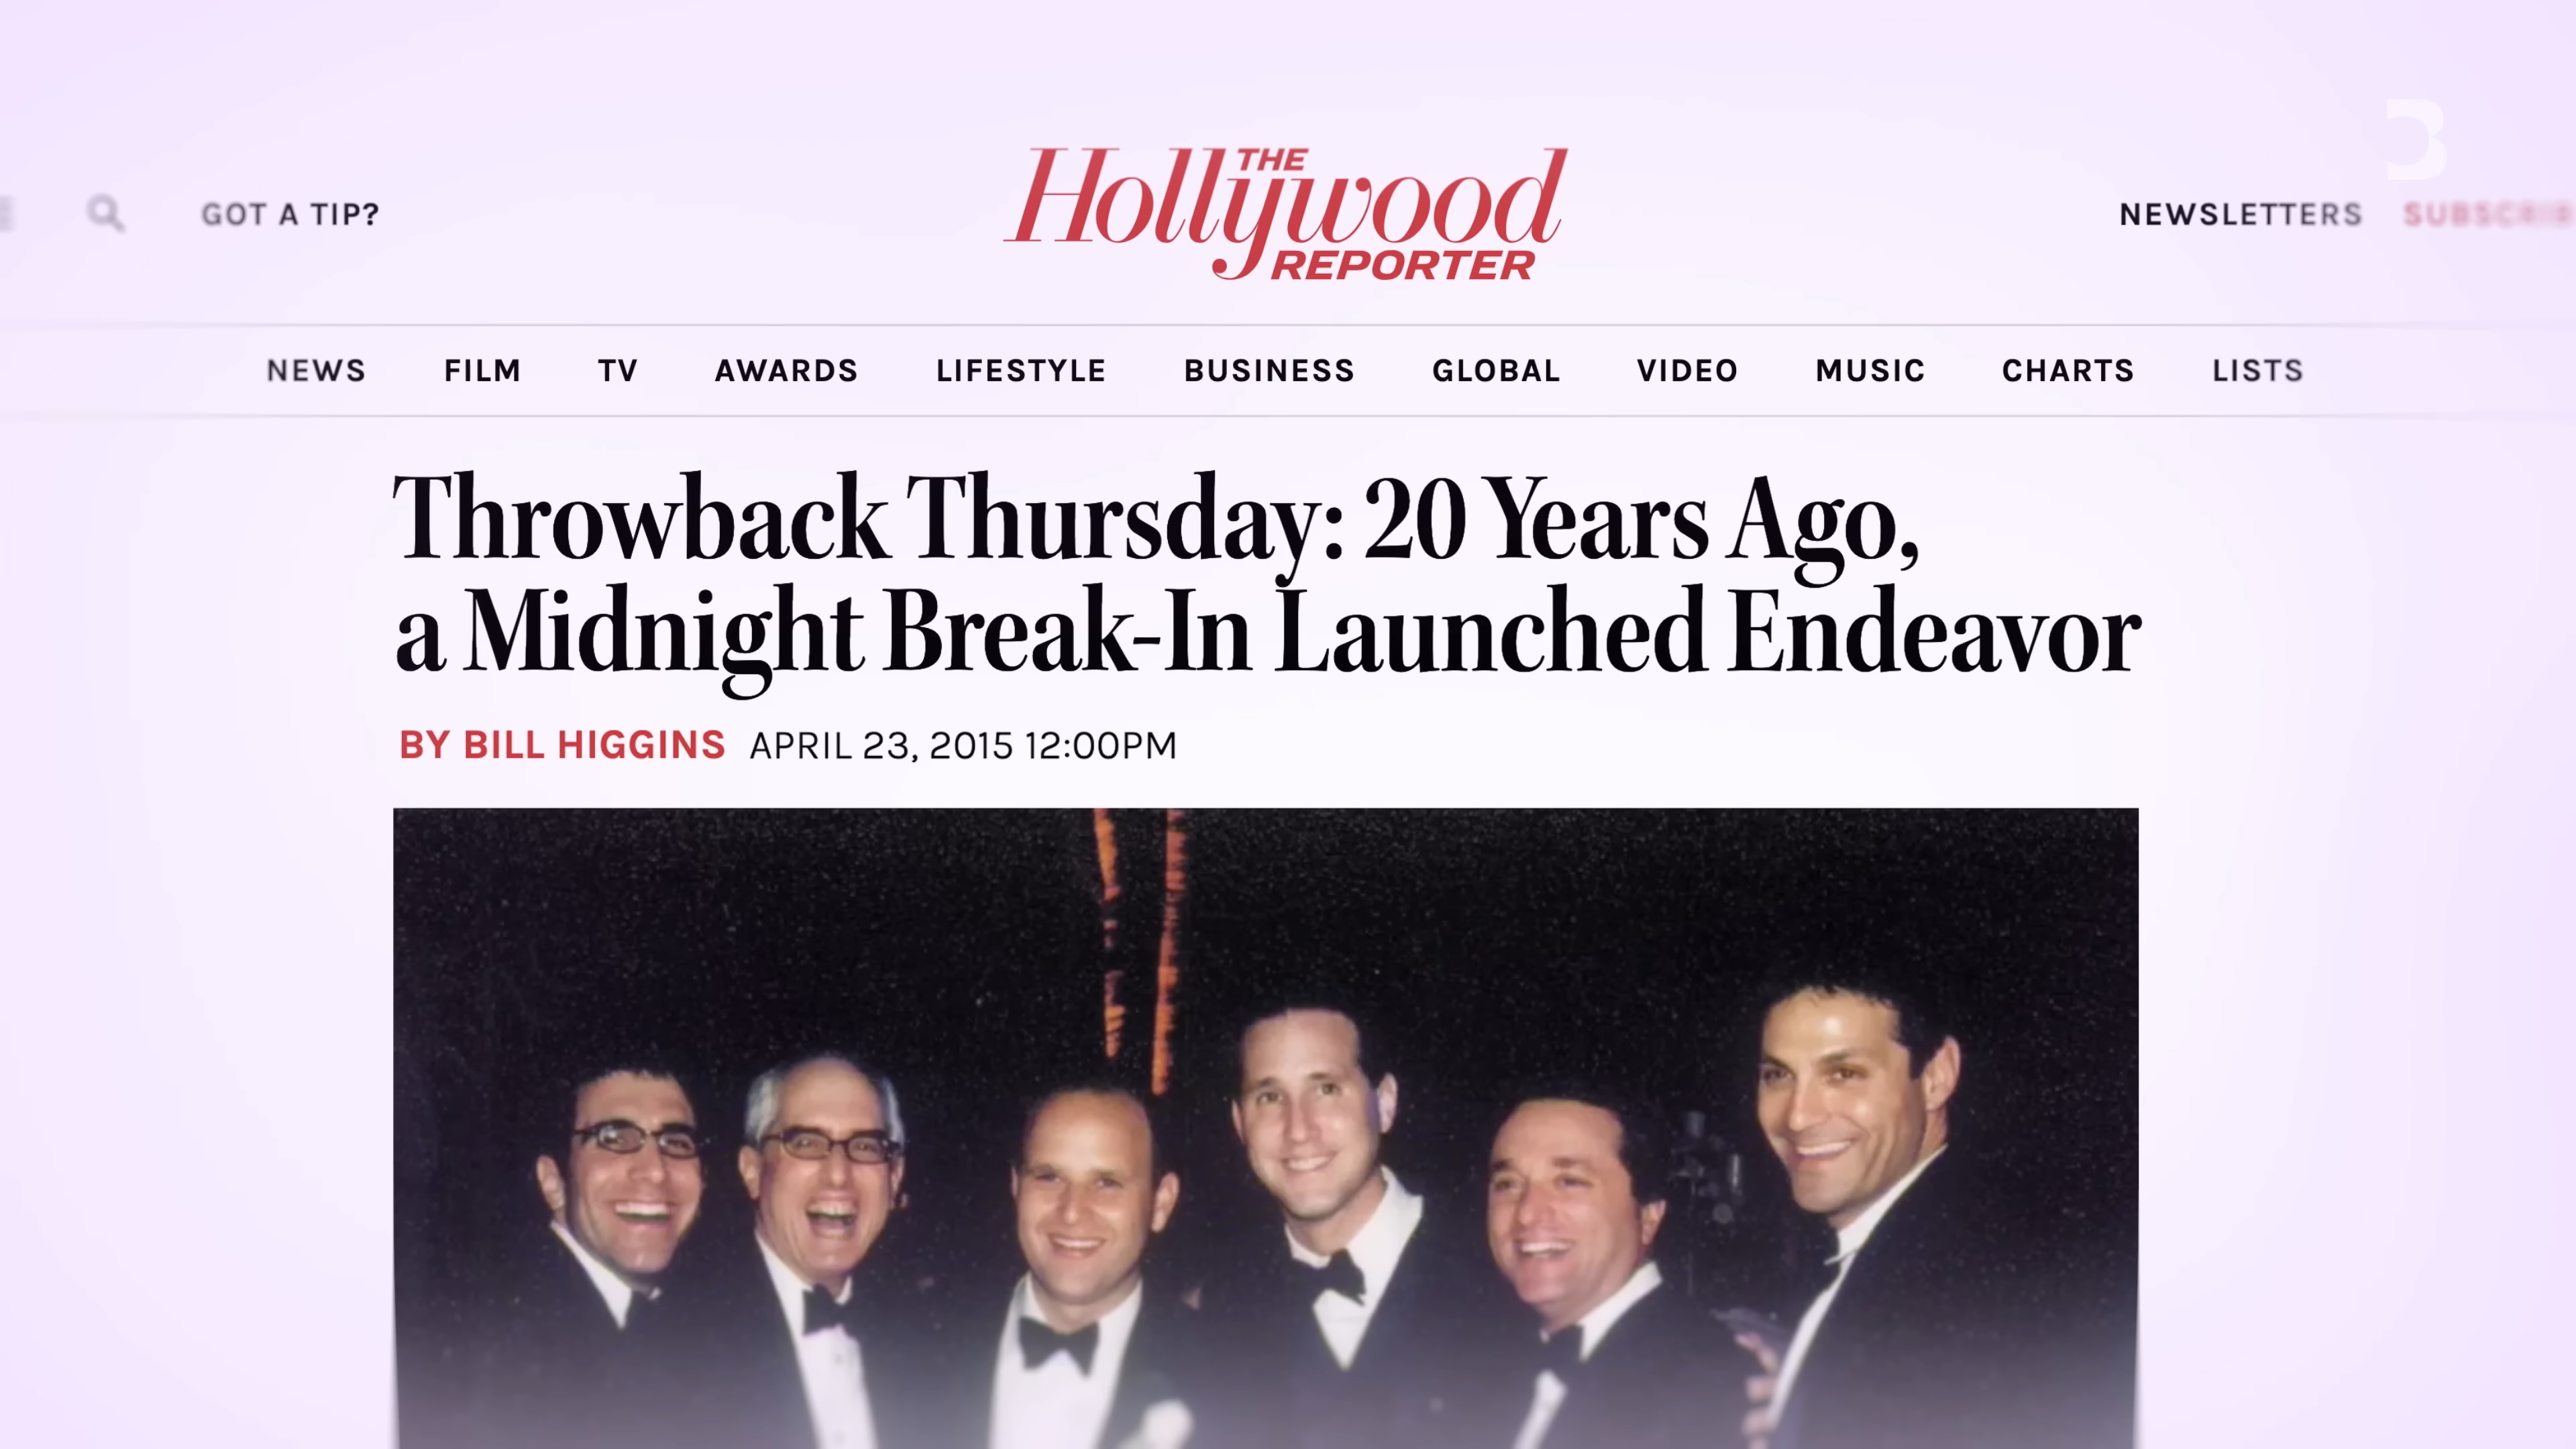 GOT A TIP?
THE
Hollywood
REPORTER
NEWSLETTERS SUBSCRIB
NEWS FILM TV AWARDS LIFESTYLE BUSINESS GLOBAL VIDEO MUSIC CHARTS LISTS
Throwback Thursday: 20 Years Ago,
a Midnight Break-In Launched Endeavor
BY BILL HIGGINS APRIL 23, 2015 12:00PM